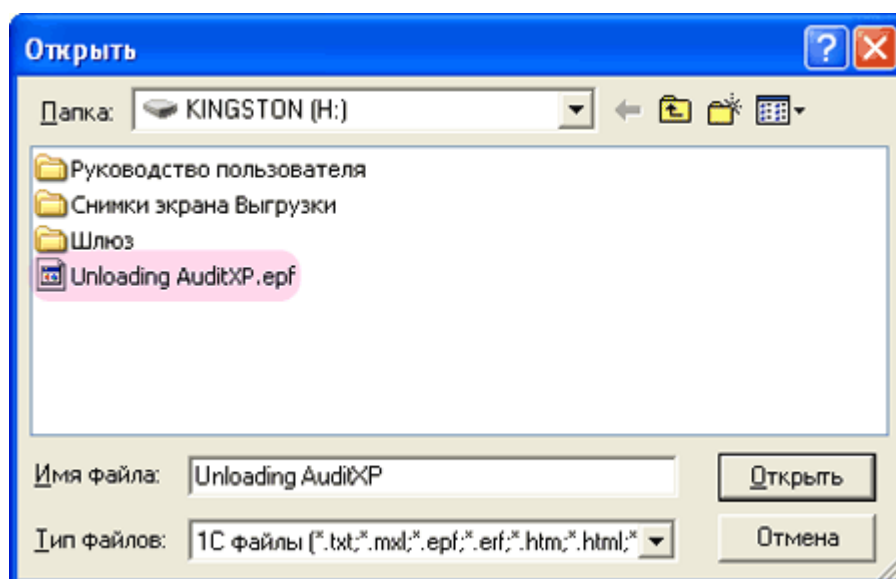 Открыть
Папка: KINGSTON (H:)
Руководство пользователя
Снимки экрана Выгрузки
Шлюз
Unloading AuditXP.epf
Имя файла: Unloading AuditXP Открыть
Тип файлов: 1С файлы (*.txt;*.mxl;*.epf;*.erf;*.htm;*.html;* Отмена